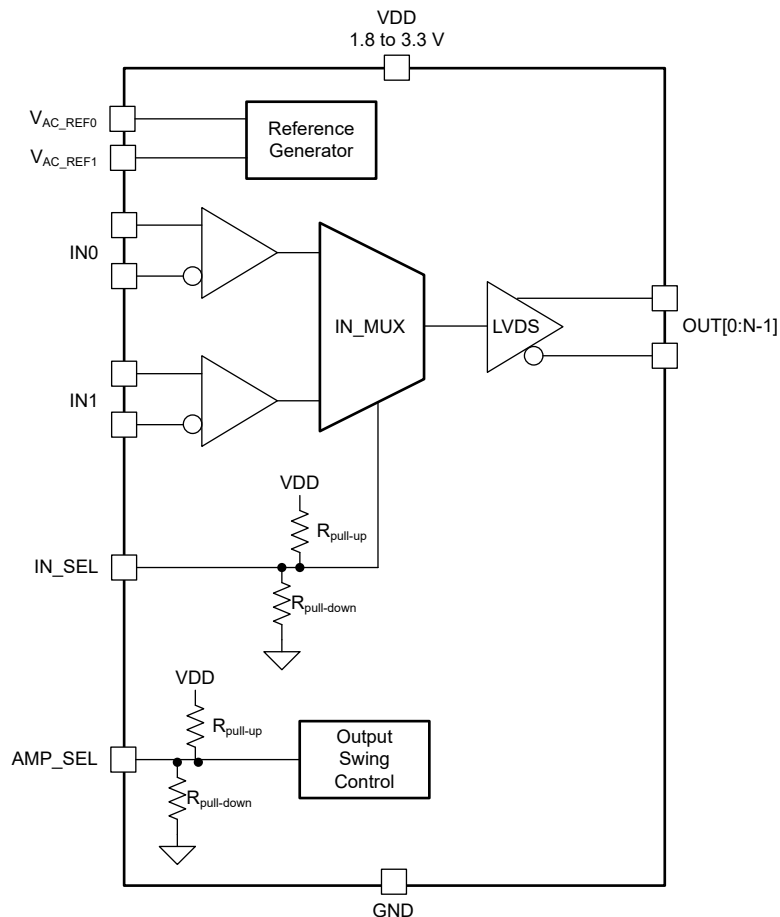 VDD
1.8 to 3.3 V
VAC_REF0
VAC_REF1
Reference
Generator
IN0
IN_MUX
LVDS
OUT[0:N-1]
IN1
VDD
Rpull-up
IN_SEL
Rpull-down
VDD
Rpull-up
AMP_SEL
Output
Swing
Control
Rpull-down
GND